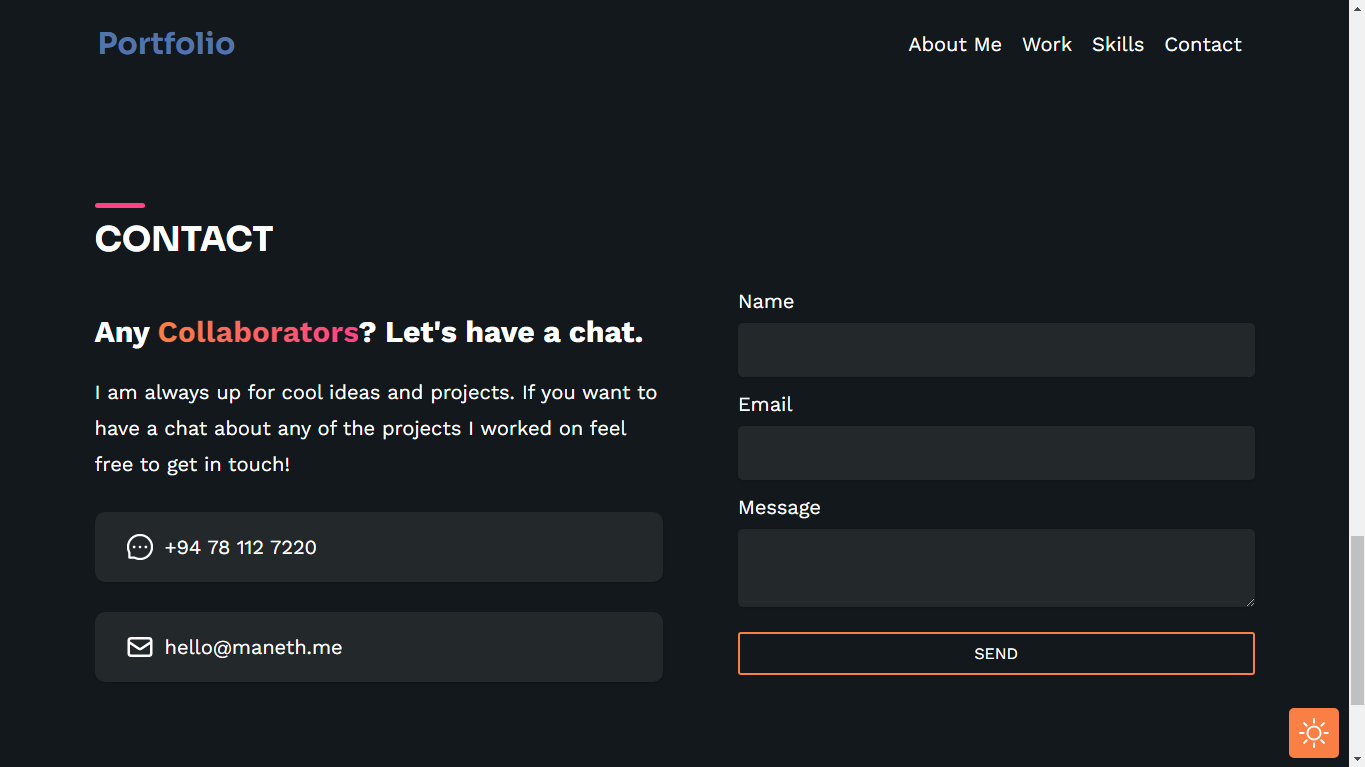 Portfolio
About Me Work Skills Contact
CONTACT
Any Collaborators? Let's have a chat.
I am always up for cool ideas and projects. If you want to
have a chat about any of the projects I worked on feel
free to get in touch!
+94 78 112 7220
hello@maneth.me
Name
Email
Message
SEND